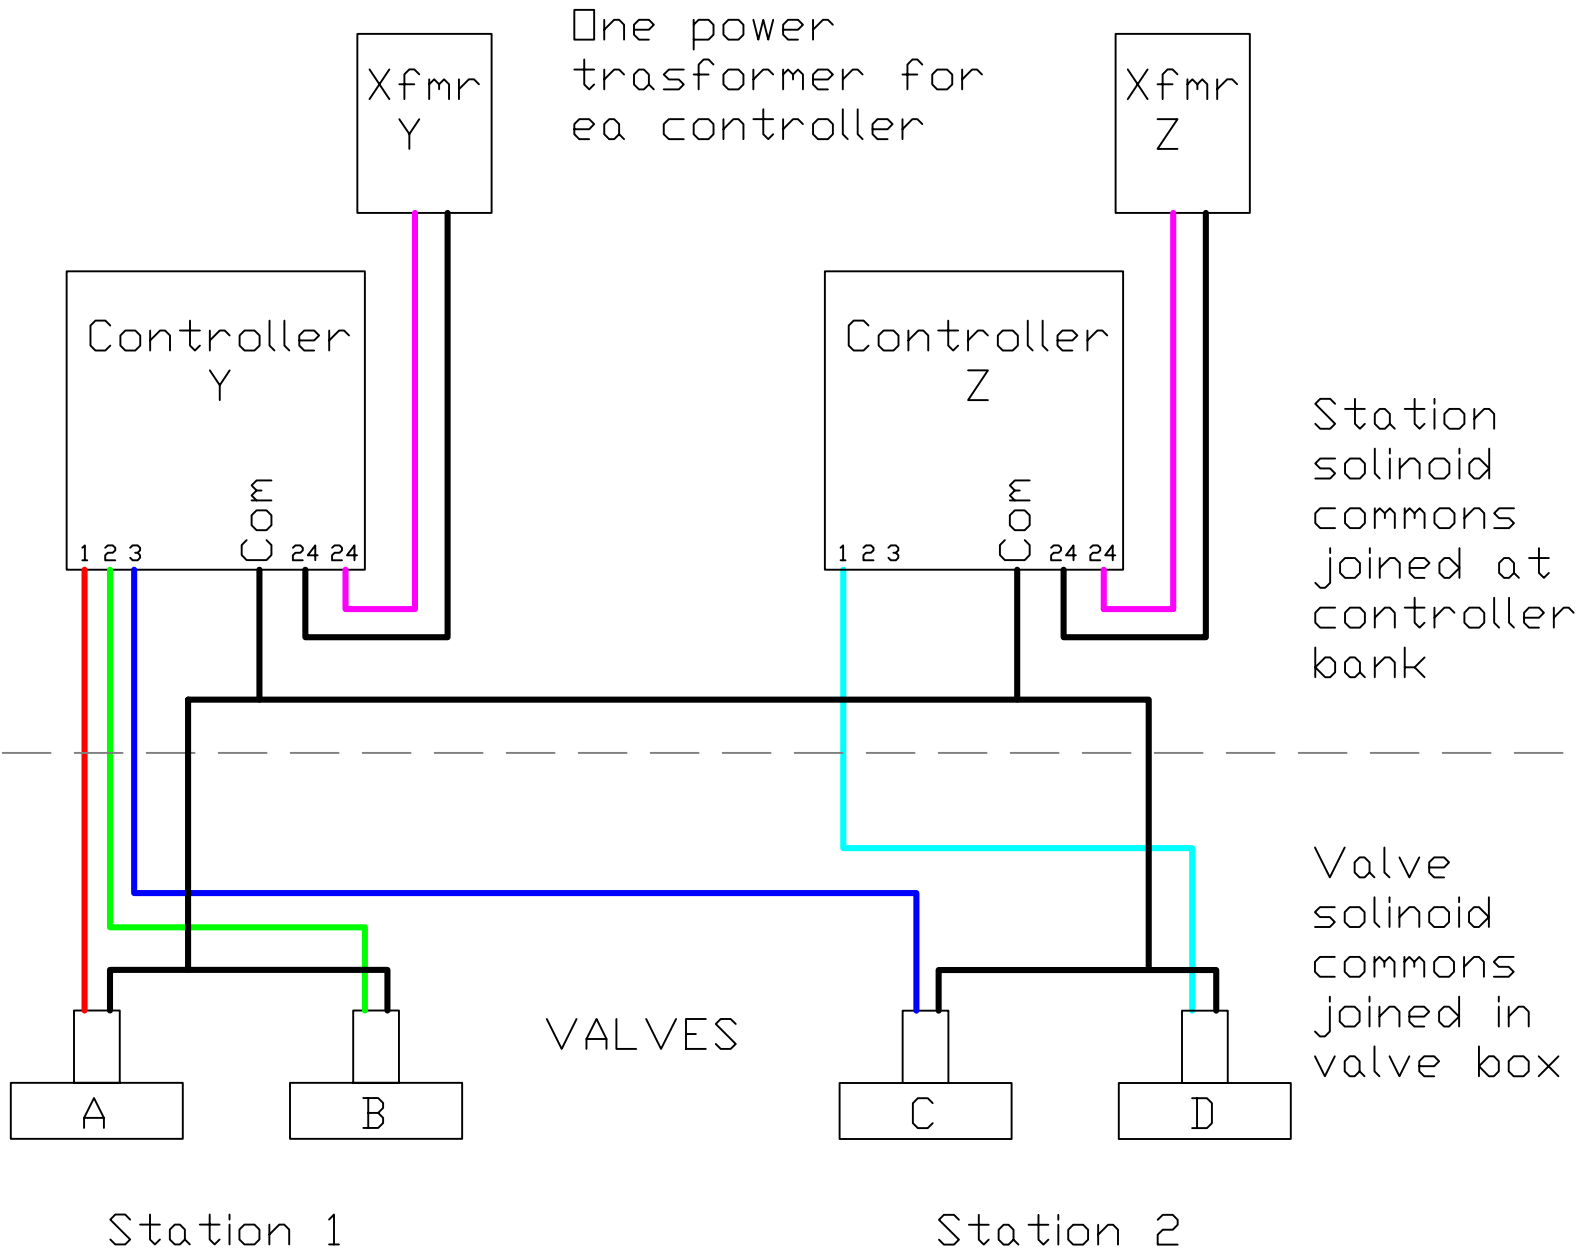 One power
trasformer for
ea controller
Xfmr
Y
Xfmr
Z
Controller
Y
Com
1 2 3 24 24
Controller
Z
Com
1 2 3 24 24
Station
solinoid
commons
joined at
controller
bank
Valve
solinoid
commons
joined in
valve box
VALVES
A
B
C
D
Station 1
Station 2